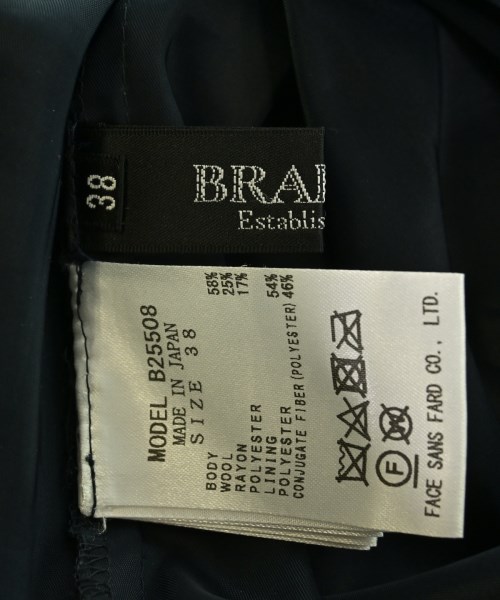 38
BRA
Establis
MODEL B25508
MADE IN JAPAN
SIZE 38
BODY
WOOL 58%
RAYON 25%
POLYESTER 17%
LINING
POLYESTER 54%
CONJUGATE FIBER(POLYESTER) 46%
F
FACE SANS FARD CO., LTD.